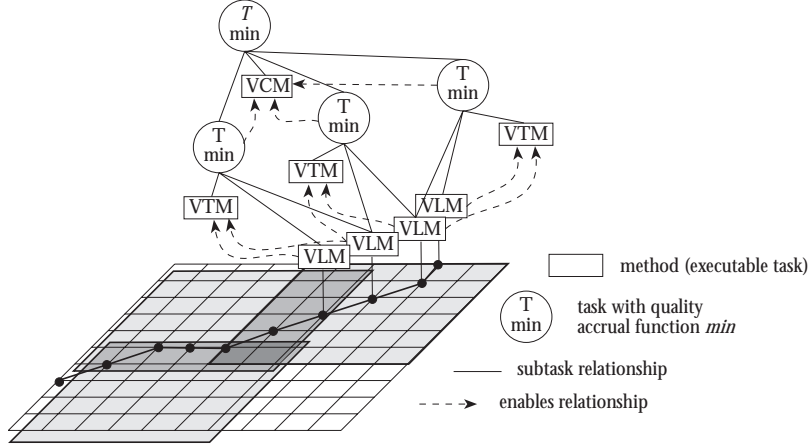 T
min
VCM
T
min
T
min
VTM
T
min
VTM
VTM
VLM
VLM
VLM
VLM
method (executable task)
T
min
task with quality
accrual function min
subtask relationship
enables relationship